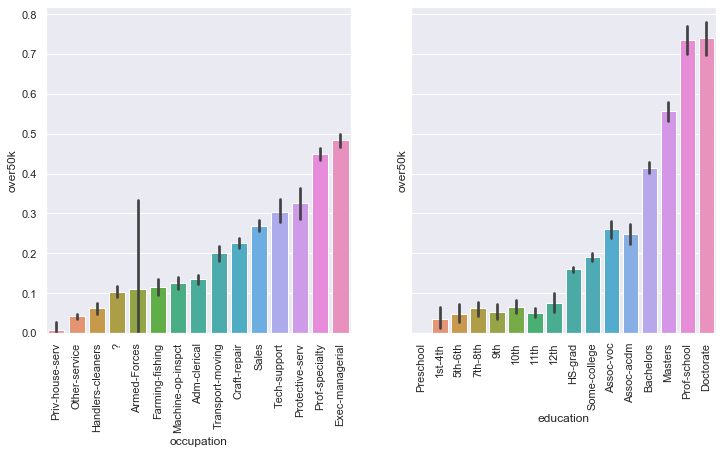 0.8
0.7
0.6
0.5
0.4
0.3
0.2
0.1
0.0
over50k
Priv-house-serv
Other-service
Handlers-cleaners
?
Armed-Forces
Farming-fishing
Machine-op-inspct
Adm-clerical
Transport-moving
Craft-repair
Sales
Tech-support
Protective-serv
Prof-specialty
Exec-managerial
occupation
over50k
Preschool
1st-4th
5th-6th
7th-8th
9th
10th
11th
12th
HS-grad
Some-college
Assoc-voc
Assoc-acdm
Bachelors
Masters
Prof-school
Doctorate
education